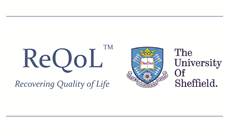 ReQoL™
Recovering Quality of Life
The
University
Of
Sheffield.